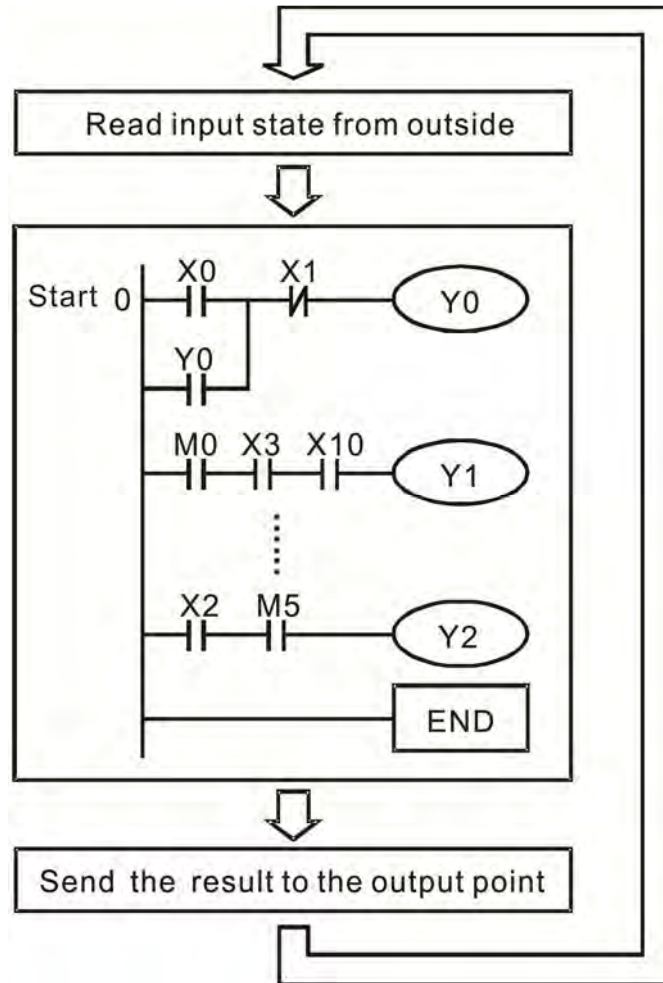 Read input state from outside
X0 X1
Start 0 Y0
Y0
M0 X3 X10
Y1
X2 M5
Y2
END
Send the result to the output point